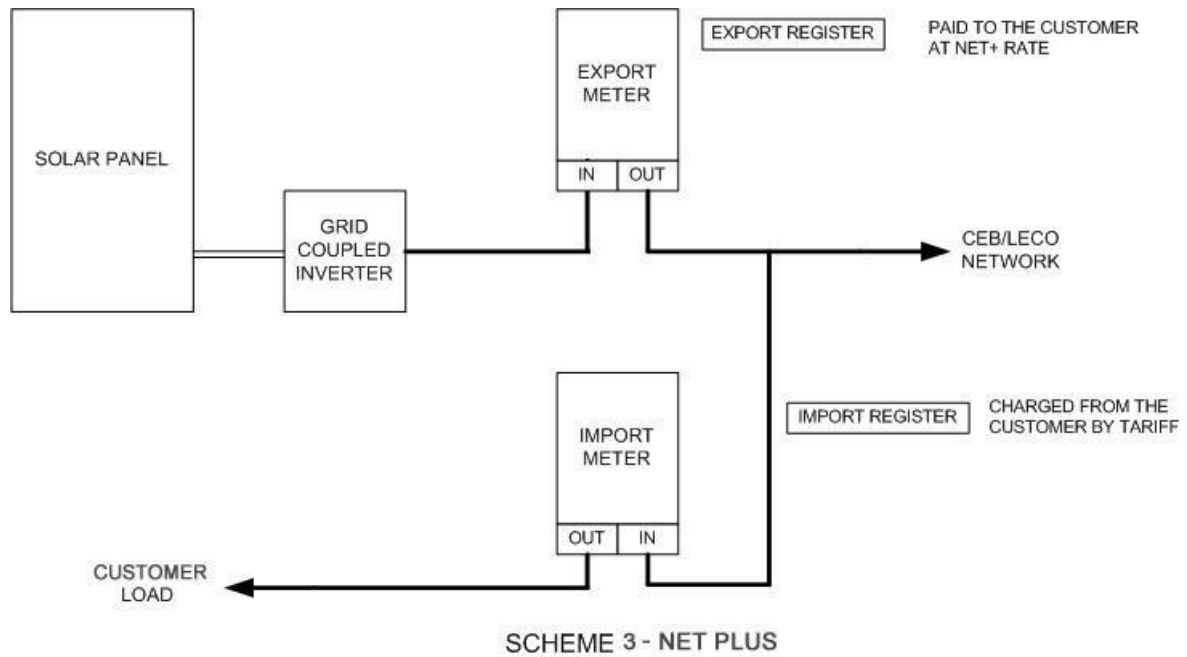 EXPORT REGISTER
PAID TO THE CUSTOMER
AT NET+ RATE
EXPORT
METER
SOLAR PANEL
IN
OUT
GRID
COUPLED
INVERTER
CEB/LECO
NETWORK
IMPORT REGISTER
CHARGED FROM THE
CUSTOMER BY TARIFF
IMPORT
METER
OUT
IN
CUSTOMER
LOAD
SCHEME 3 - NET PLUS